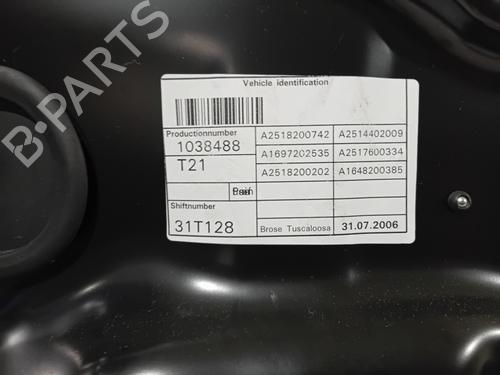 Vehicle identification
Productionnumber
1038488
T21
A2518200742 A2514402009
A1697202535 A2517600334
A2518200202 A1648200385
Shiftnumber
31T128
Brose Tuscaloosa 31.07.2006
B-PARTS